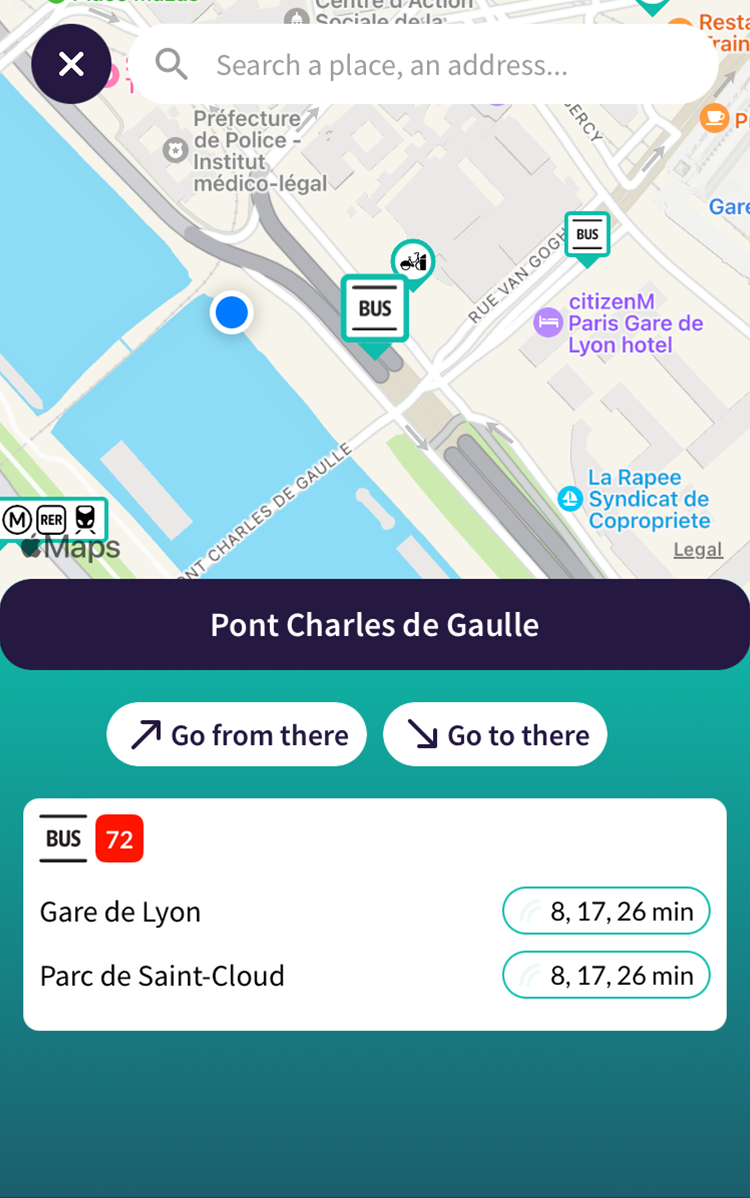 Centre d'Action
Sociale de la
Resta
Search a place, an address...
BERCY
Préfecture
de Police -
Institut
médico-légal
Gare
BUS
RUE VAN GOGH
BUS
citizenM
Paris Gare de
Lyon hotel
PONT CHARLES DE GAULLE
La Rapee
Syndicat de
Copropriete
M RER
Maps
Legal
Pont Charles de Gaulle
Go from there
Go to there
BUS 72
Gare de Lyon
8, 17, 26 min
Parc de Saint-Cloud
8, 17, 26 min